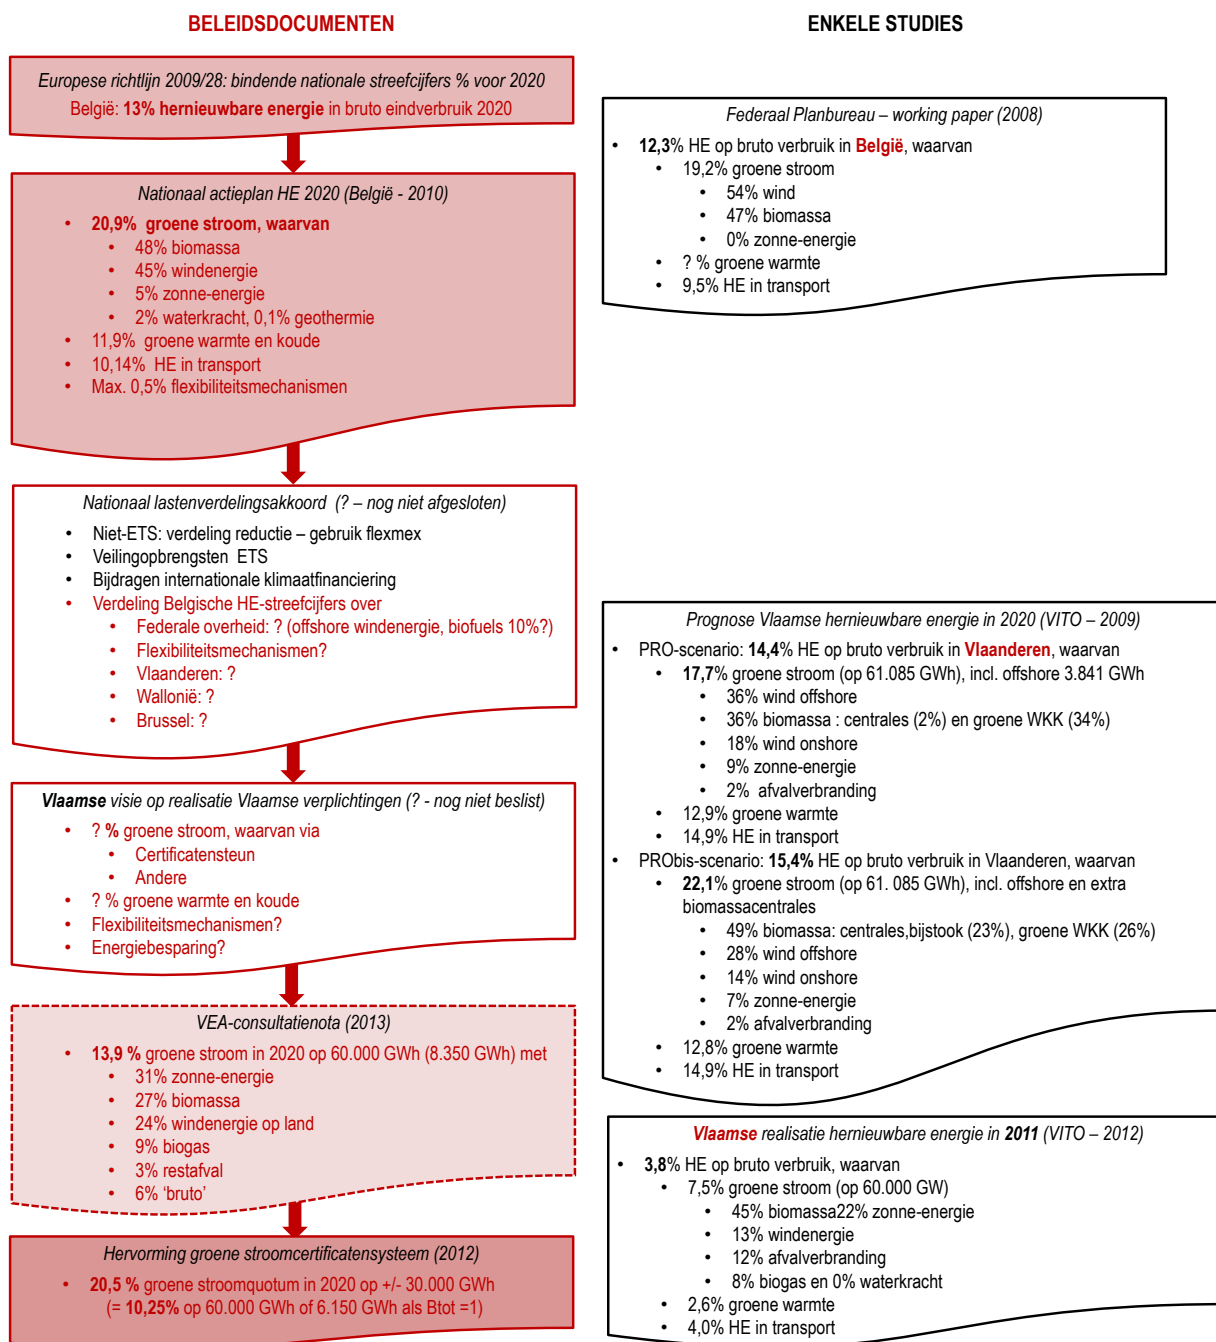 BELEIDSDOCUMENTEN
Europese richtlijn 2009/28: bindende nationale streefcijfers % voor 2020
België: 13% hernieuwbare energie in bruto eindverbruik 2020
Nationaal actieplan HE 2020 (België - 2010)
• 20,9% groene stroom, waarvan
• 48% biomassa
• 45% windenergie
• 5% zonne-energie
• 2% waterkracht, 0,1% geothermie
• 11,9% groene warmte en koude
• 10,14% HE in transport
• Max. 0,5% flexibiliteitsmechanismen
Nationaal lastenverdelingsakkoord (? – nog niet afgesloten)
• Niet-ETS: verdeling reductie – gebruik flexmex
• Veilingopbrengsten ETS
• Bijdragen internationale klimaatfinanciering
• Verdeling Belgische HE-streefcijfers over
• Federale overheid: ? (offshore windenergie, biofuels 10%?)
• Flexibiliteitsmechanismen?
• Vlaanderen: ?
• Wallonië: ?
• Brussel: ?
Vlaamse visie op realisatie Vlaamse verplichtingen (? - nog niet beslist)
• ? % groene stroom, waarvan via
• Certificatensteun
• Andere
• ? % groene warmte en koude
• Flexibiliteitsmechanismen?
• Energiebesparing?
VEA-consultatienota (2013)
• 13,9 % groene stroom in 2020 op 60.000 GWh (8.350 GWh) met
• 31% zonne-energie
• 27% biomassa
• 24% windenergie op land
• 9% biogas
• 3% restafval
• 6% ‘bruto’
Hervorming groene stroomcertificatensysteem (2012)
• 20,5 % groene stroomquotum in 2020 op +/- 30.000 GWh
(= 10,25% op 60.000 GWh of 6.150 GWh als Btot =1)
ENKELE STUDIES
Federaal Planbureau – working paper (2008)
• 12,3% HE op bruto verbruik in België, waarvan
• 19,2% groene stroom
• 54% wind
• 47% biomassa
• 0% zonne-energie
• ? % groene warmte
• 9,5% HE in transport
Prognose Vlaamse hernieuwbare energie in 2020 (VITO – 2009)
• PRO-scenario: 14,4% HE op bruto verbruik in Vlaanderen, waarvan
• 17,7% groene stroom (op 61.085 GWh), incl. offshore 3.841 GWh
• 36% wind offshore
• 36% biomassa : centrales (2%) en groene WKK (34%)
• 18% wind onshore
• 9% zonne-energie
• 2% afvalverbranding
• 12,9% groene warmte
• 14,9% HE in transport
• PRObis-scenario: 15,4% HE op bruto verbruik in Vlaanderen, waarvan
• 22,1% groene stroom (op 61. 085 GWh), incl. offshore en extra
biomassacentrales
• 49% biomassa: centrales,bijstook (23%), groene WKK (26%)
• 28% wind offshore
• 14% wind onshore
• 7% zonne-energie
• 2% afvalverbranding
• 12,8% groene warmte
• 14,9% HE in transport
Vlaamse realisatie hernieuwbare energie in 2011 (VITO – 2012)
• 3,8% HE op bruto verbruik, waarvan
• 7,5% groene stroom (op 60.000 GW)
• 45% biomassa22% zonne-energie
• 13% windenergie
• 12% afvalverbranding
• 8% biogas en 0% waterkracht
• 2,6% groene warmte
• 4,0% HE in transport